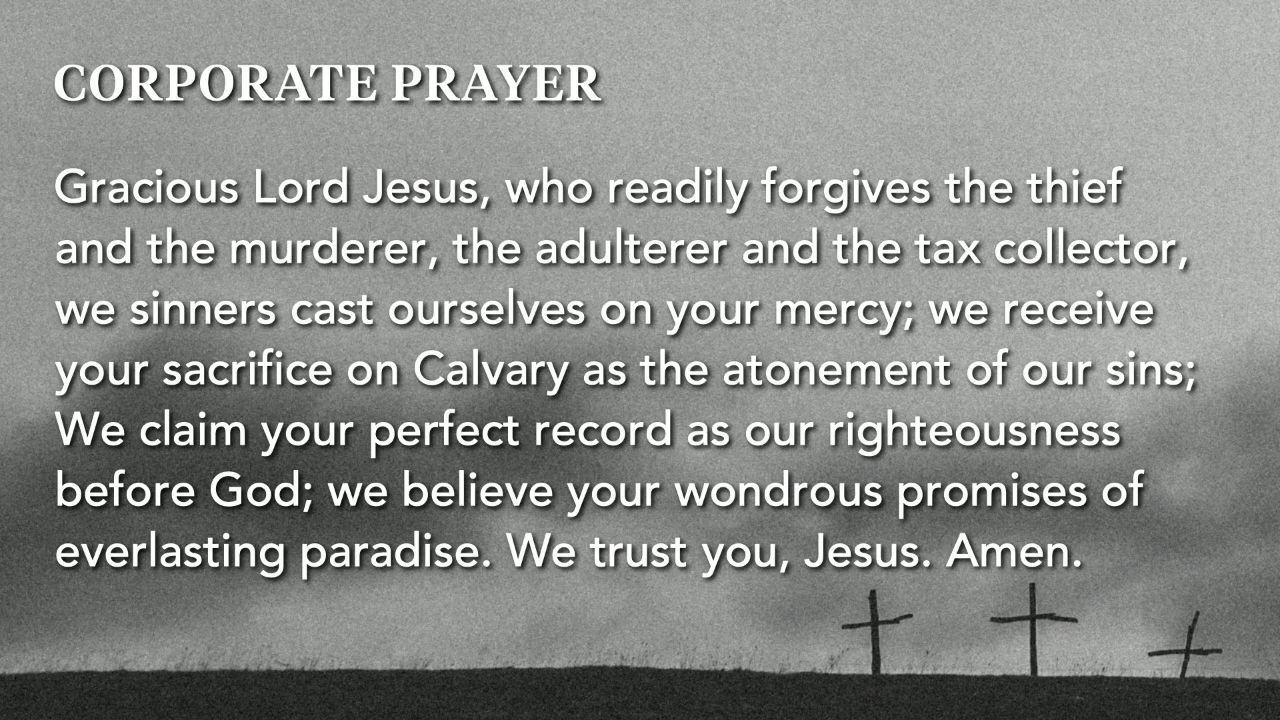 CORPORATE PRAYER
Gracious Lord Jesus, who readily forgives the thief
and the murderer, the adulterer and the tax collector,
we sinners cast ourselves on your mercy; we receive
your sacrifice on Calvary as the atonement of our sins;
We claim your perfect record as our righteousness
before God; we believe your wondrous promises of
everlasting paradise. We trust you, Jesus. Amen.